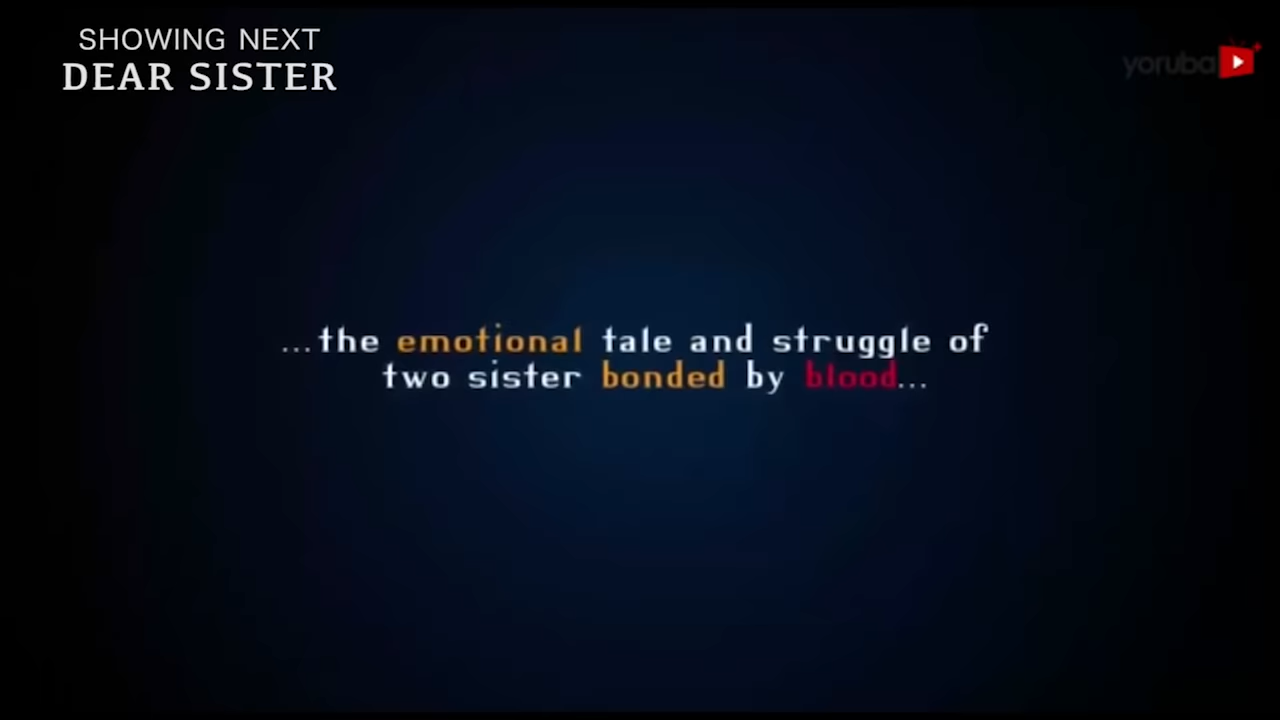 SHOWING NEXT
DEAR SISTER
yoruba
...the emotional tale and struggle of
two sister bonded by blood...